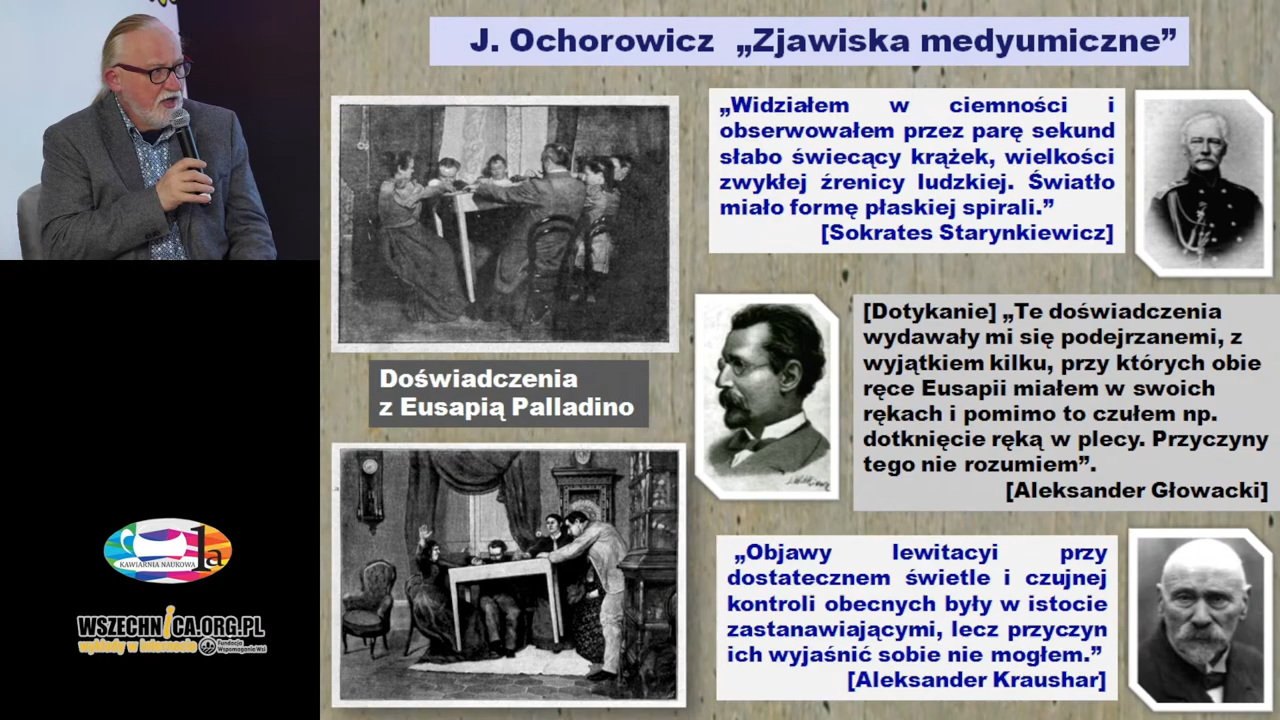 J. Ochorowicz „Zjawiska medyumiczne”
„Widziałem w ciemności i
obserwowałem przez parę sekund
słabo świecący krążek, wielkości
zwykłej źrenicy ludzkiej. Światło
miało formę płaskiej spirali.”
[Sokrates Starynkiewicz]
Doświadczenia
z Eusapią Palladino
[Dotykanie] „Te doświadczenia
wydawały mi się podejrzanemi, z
wyjątkiem kilku, przy których obie
ręce Eusapii miałem w swoich
rękach i pomimo to czułem np.
dotknięcie ręką w plecy. Przyczyny
tego nie rozumiem”.
[Aleksander Głowacki]
„Objawy lewitacyi przy
dostatecznem świetle i czujnej
kontroli obecnych były w istocie
zastanawiającymi, lecz przyczyn
ich wyjaśnić sobie nie mogłem.”
[Aleksander Kraushar]
KAWIARNIA NAUKOWA
1a
WSZECHNICA.ORG.PL
wykłady w internecie
Fundacja
Wspomagania Wsi